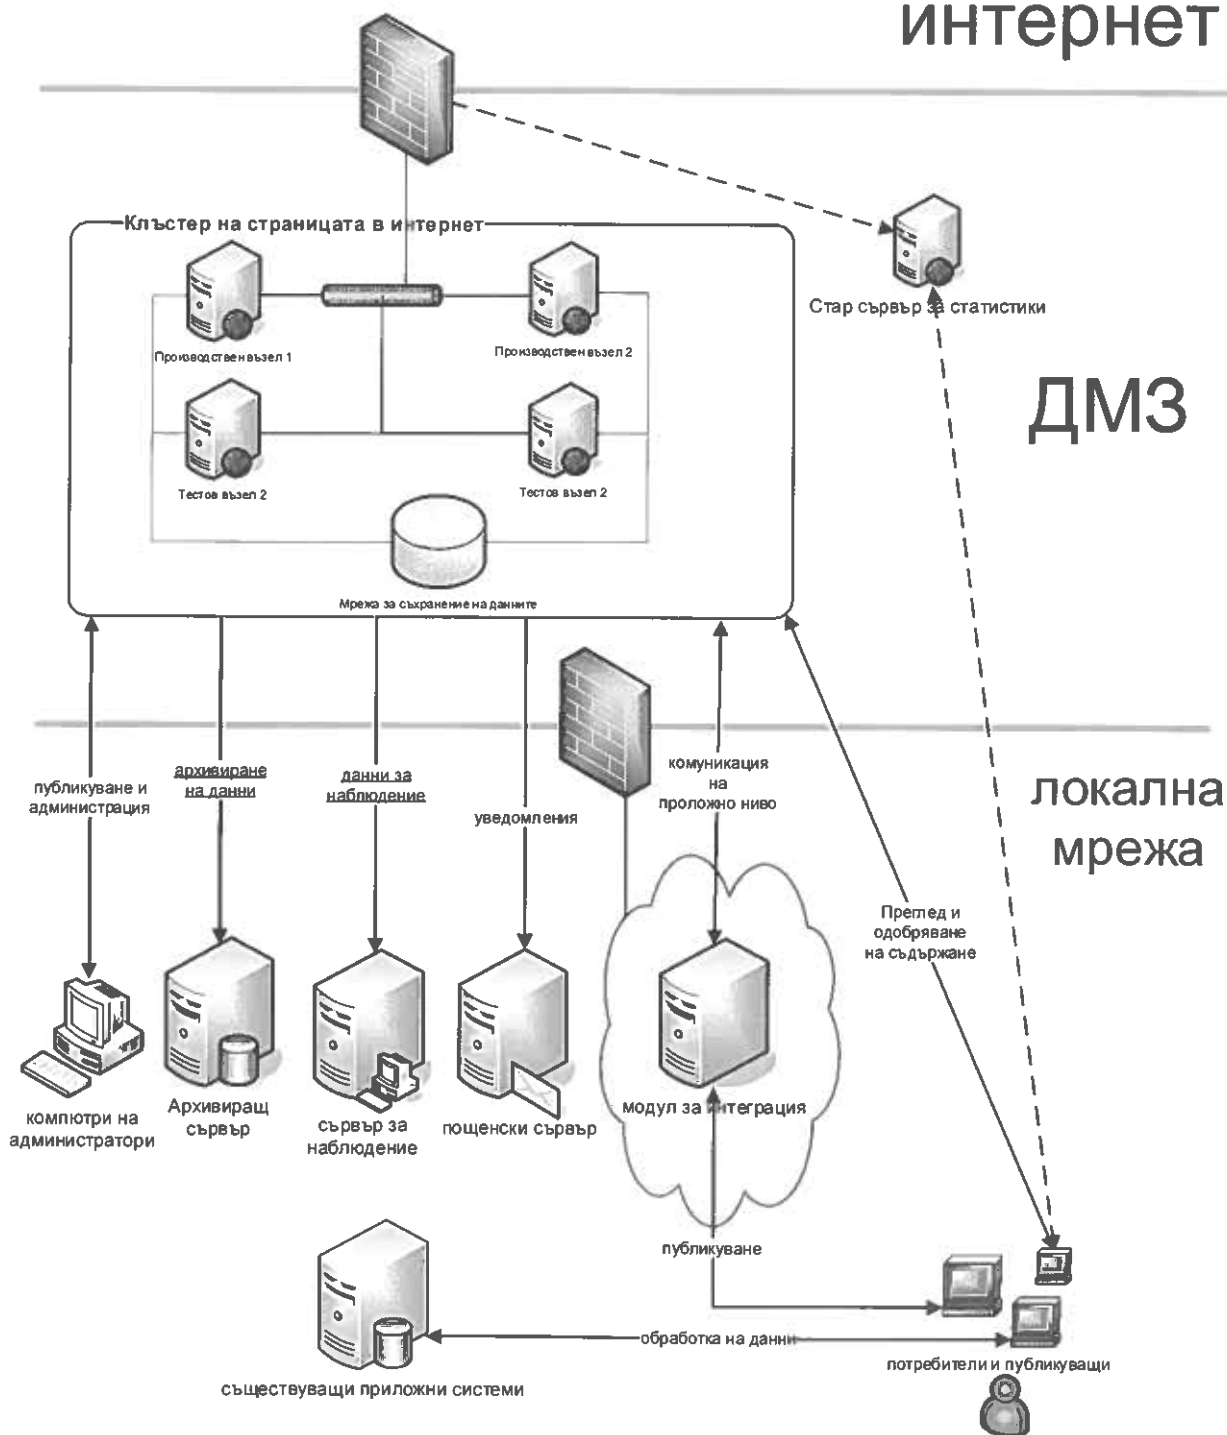 интернет
Клъстер на страницата в интернет
Производствен възел 1
Производствен възел 2
Стар сървър за статистики
ДМЗ
Тестов възел 2
Тестов възел 2
Мрежа за съхранение на данните
публикуване и
администрация
архивиране
на данни
данни за
наблюдение
уведомления
комуникация
на
проложно ниво
локална
мрежа
Преглед и
одобряване
на съдържане
компютри на
администратори
Архивиращ
сървър
сървър за
наблюдение
пощенски сървър
модул за интеграция
публикуване
обработка на данни
потребители и публикуващи
съществуващи приложни системи